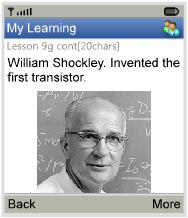 My Learning
Lesson 9g cont[20chars]
William Shockley. Invented the
first transistor.
Back More